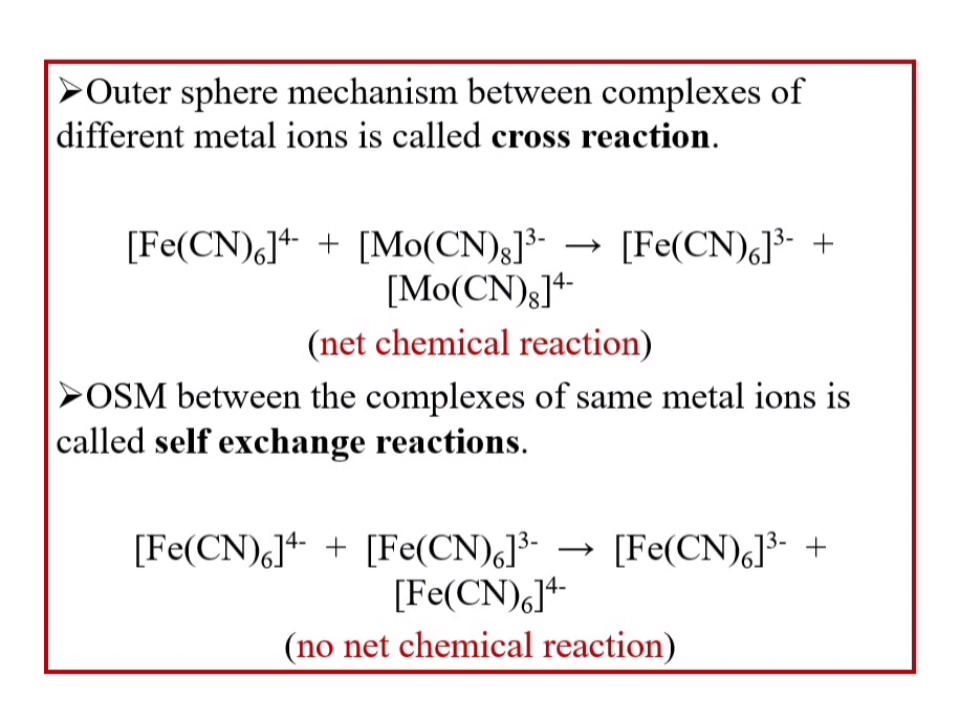 ➢Outer sphere mechanism between complexes of
different metal ions is called cross reaction.
[Fe(CN)₆]⁴⁻ + [Mo(CN)₈]³⁻ → [Fe(CN)₆]³⁻ +
[Mo(CN)₈]⁴⁻
(net chemical reaction)
➢OSM between the complexes of same metal ions is
called self exchange reactions.
[Fe(CN)₆]⁴⁻ + [Fe(CN)₆]³⁻ → [Fe(CN)₆]³⁻ +
[Fe(CN)₆]⁴⁻
(no net chemical reaction)